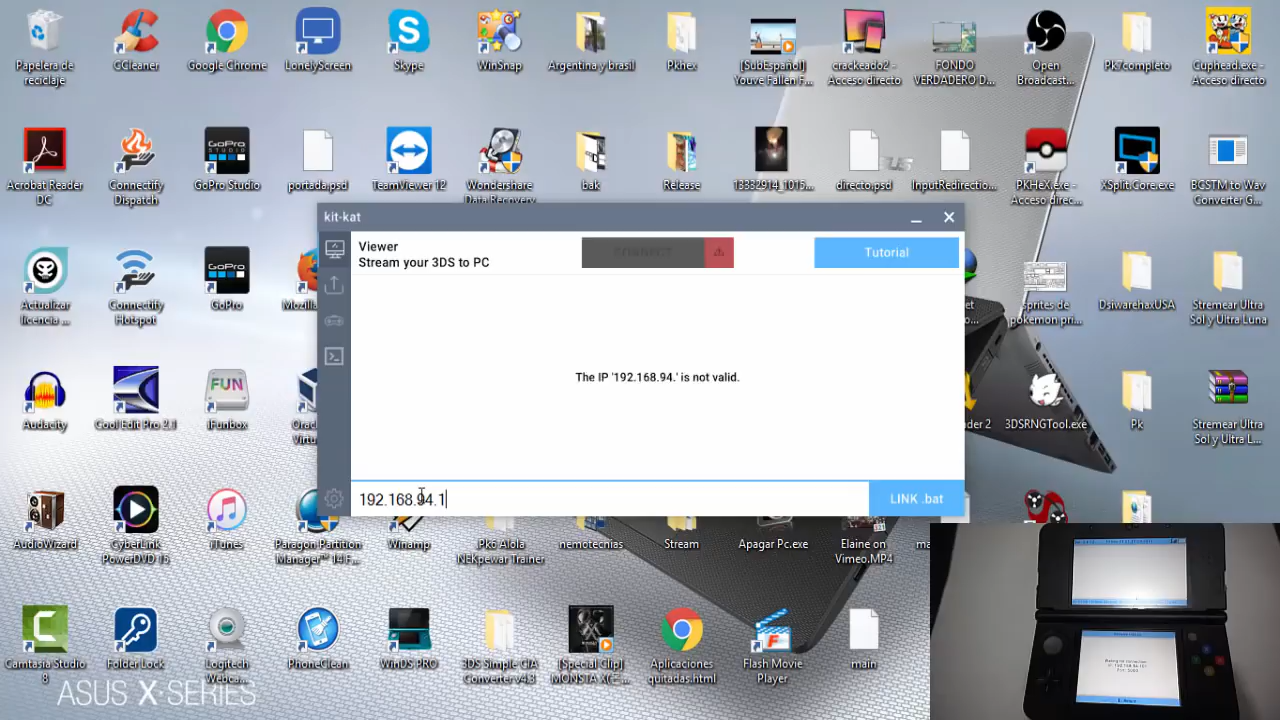 Papelera de
reciclaje
CCleaner
Google Chrome
LonelyScreen
Skype
WinSnap
Argentina y brasil
Pkhex
[SubEspañol]
Youve Fallen F...
crackeado2 -
Acceso directo
FONDO
VERDADERO D...
Open
Broadcast...
PK7completo
Cuphead.exe -
Acceso directo
Acrobat Reader
DC
Connectify
Dispatch
GoPro Studio
portada.psd
TeamViewer 12
Wondershare
Data Recovery
bak
Release
13332914_1015...
directo.psd
InputRedirectio...
PKHeX.exe -
Acceso direc...
XSplit.Core.exe
BCSTM to Wav
Converter G...
kit-kat
Viewer
Stream your 3DS to PC
CONNECT
Tutorial
The IP '192.168.94.' is not valid.
192.168.94.1
LINK .bat
Actualizar
licencia ...
Connectify
Hotspot
GoPro
sprites de
pokemon pri...
DsiwarehaxUSA
Stremear Ultra
Sol y Ultra Luna
Audacity
Cool Edit Pro 2.1
iFunbox
3DSRNGTool.exe
Pk
Stremear Ultra
Sol y Ultra L...
AudioWizard
CyberLink
PowerDVD 15
iTunes
Paragon Partition
Manager™ 14 F...
Winamp
Pkò Alola
NeKpewar Trainer
nemotecnias
Stream
Apagar Pc.exe
Elaine on
Vimeo.MP4
Camtasia Studio
8
Folder Lock
Logitech
Webca...
PhoneClean
WinDS PRO
3DS Simple CIA
Converter v4.3
[Special Clip]
MONSTA X(...
Aplicaciones
quitadas.html
Flash Movie
Player
main
ASUS X SERIES